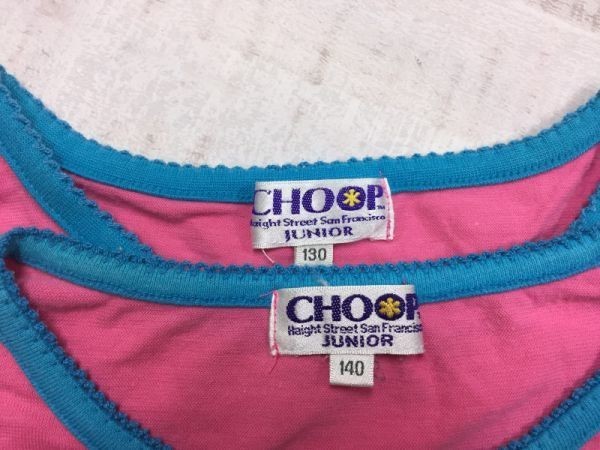 CHOOP
Haight Street San Francisco
JUNIOR
130
CHOOP
Haight Street San Francisco
JUNIOR
140